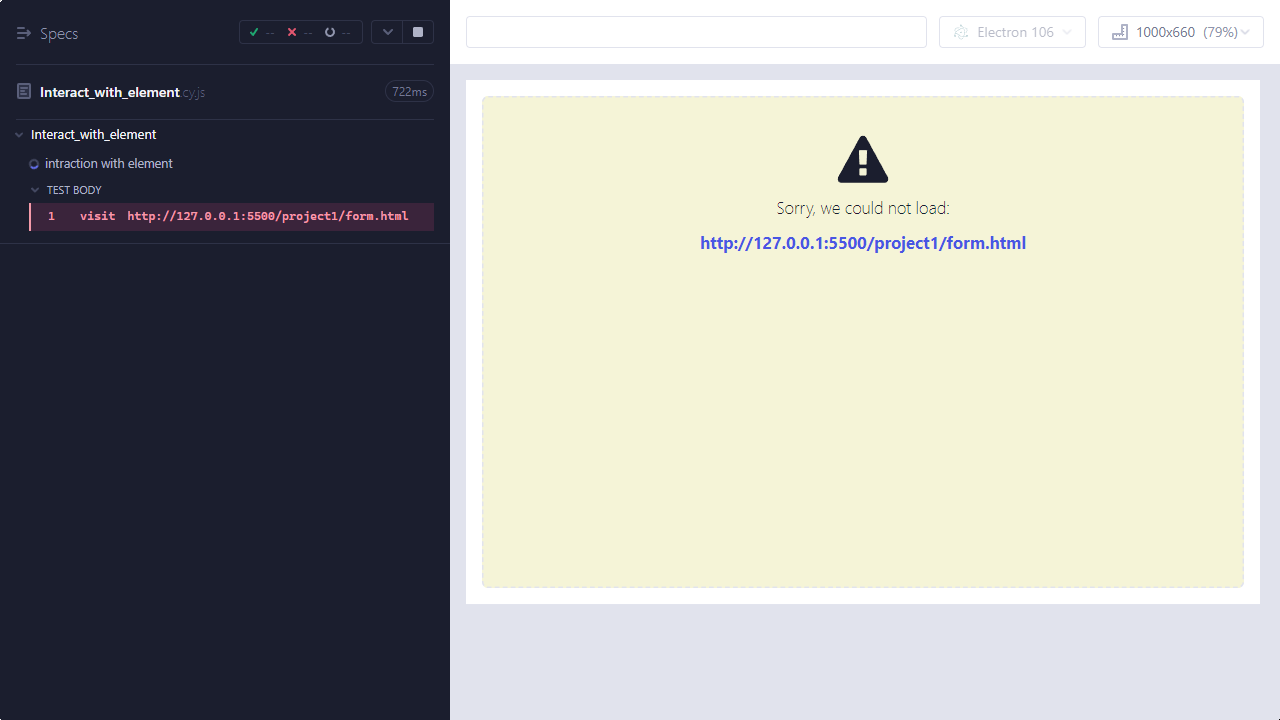 Specs
-- -- --
Electron 106
1000x660 (79%)
Interact_with_element.cy.js
722ms
Interact_with_element
intraction with element
TEST BODY
1 visit http://127.0.0.1:5500/project1/form.html
Sorry, we could not load:
http://127.0.0.1:5500/project1/form.html